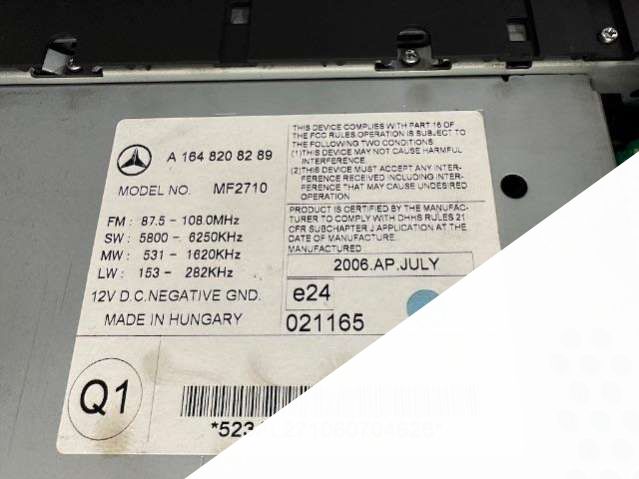 A 164 820 82 89
MODEL NO. MF2710
FM : 87.5 - 108.0MHz
SW : 5800 - 6250KHz
MW : 531 - 1620KHz
LW : 153 - 282KHz
12V D.C.NEGATIVE GND.
MADE IN HUNGARY
THIS DEVICE COMPLIES WITH PART 15 OF
THE FCC RULES.OPERATION IS SUBJECT TO
THE FOLLOWING TWO CONDITIONS
(1)THIS DEVICE MAY NOT CAUSE HARMFUL
INTERFERENCE
(2)THIS DEVICE MUST ACCEPT ANY INTER-
FERENCE RECEIVED INCLUDING INTER-
FERENCE THAT MAY CAUSE UNDESIRED
OPERATION
PRODUCT IS CERTIFIED BY THE MANUFAC-
TURER TO COMPLY WITH DHHS RULES 21
CFR SUBCHAPTER J APPLICATION AT THE
DATE OF MANUFACTURE.
MANUFACTURED
2006.AP.JULY
e24
021165
Q1